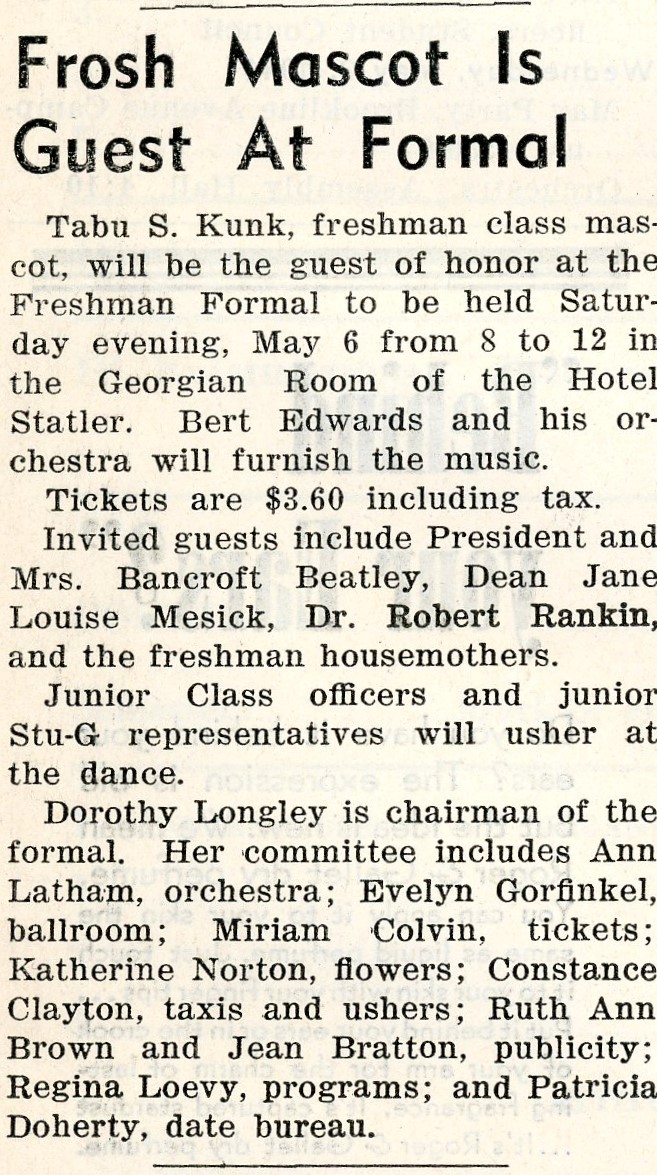 Frosh Mascot Is
Guest At Formal
Tabu S. Kunk, freshman class mas-
cot, will be the guest of honor at the
Freshman Formal to be held Satur-
day evening, May 6 from 8 to 12 in
the Georgian Room of the Hotel
Statler. Bert Edwards and his or-
chestra will furnish the music.
Tickets are $3.60 including tax.
Invited guests include President and
Mrs. Bancroft Beatley, Dean Jane
Louise Mesick, Dr. Robert Rankin,
and the freshman housemothers.
Junior Class officers and junior
Stu-G representatives will usher at
the dance.
Dorothy Longley is chairman of the
formal. Her committee includes Ann
Latham, orchestra; Evelyn Gorfinkel,
ballroom; Miriam Colvin, tickets;
Katherine Norton, flowers; Constance
Clayton, taxis and ushers; Ruth Ann
Brown and Jean Bratton, publicity;
Regina Loevy, programs; and Patricia
Doherty, date bureau.